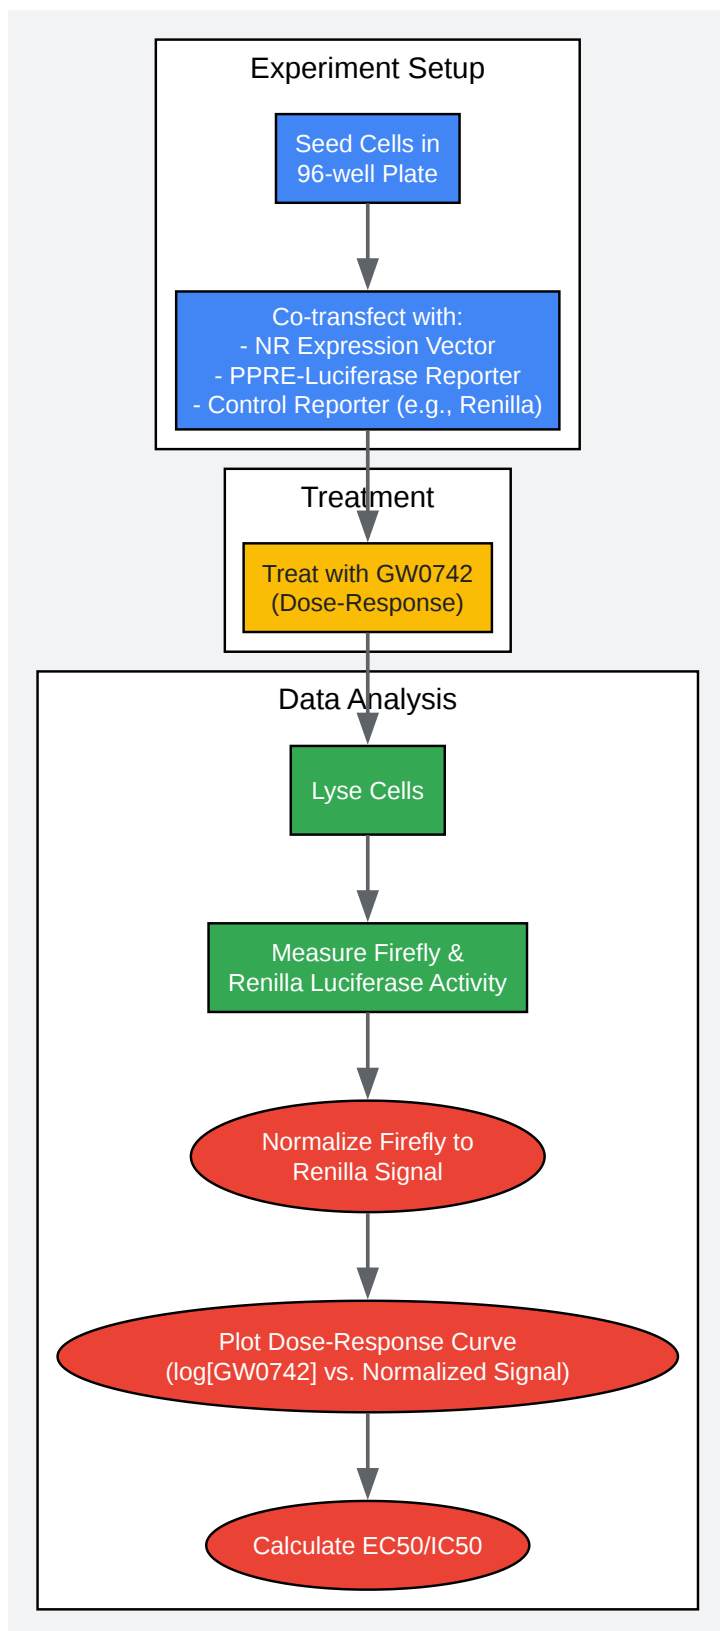 Experiment Setup
Seed Cells in
96-well Plate
Co-transfect with:
- NR Expression Vector
- PPRE-Luciferase Reporter
- Control Reporter (e.g., Renilla)
Treatment
Treat with GW0742
(Dose-Response)
Data Analysis
Lyse Cells
Measure Firefly &
Renilla Luciferase Activity
Normalize Firefly to
Renilla Signal
Plot Dose-Response Curve
(log[GW0742] vs. Normalized Signal)
Calculate EC50/IC50